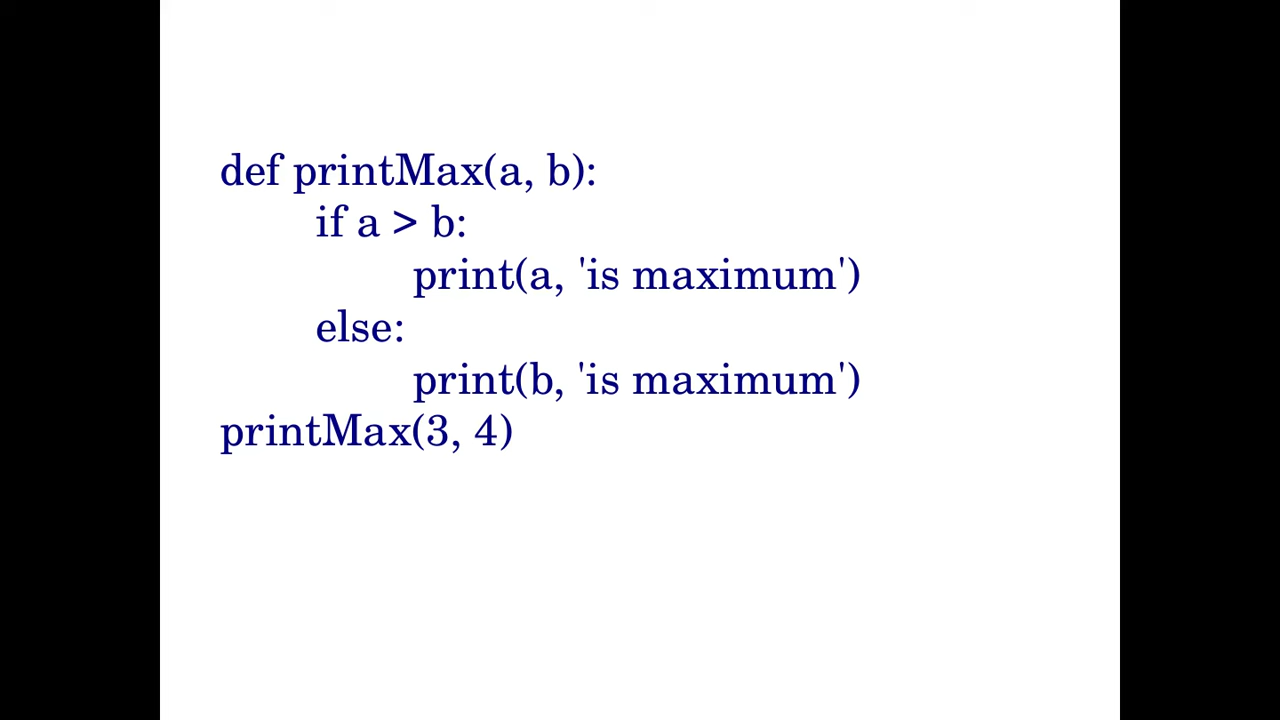 def printMax(a, b):
if a > b:
print(a, 'is maximum')
else:
print(b, 'is maximum')
printMax(3, 4)